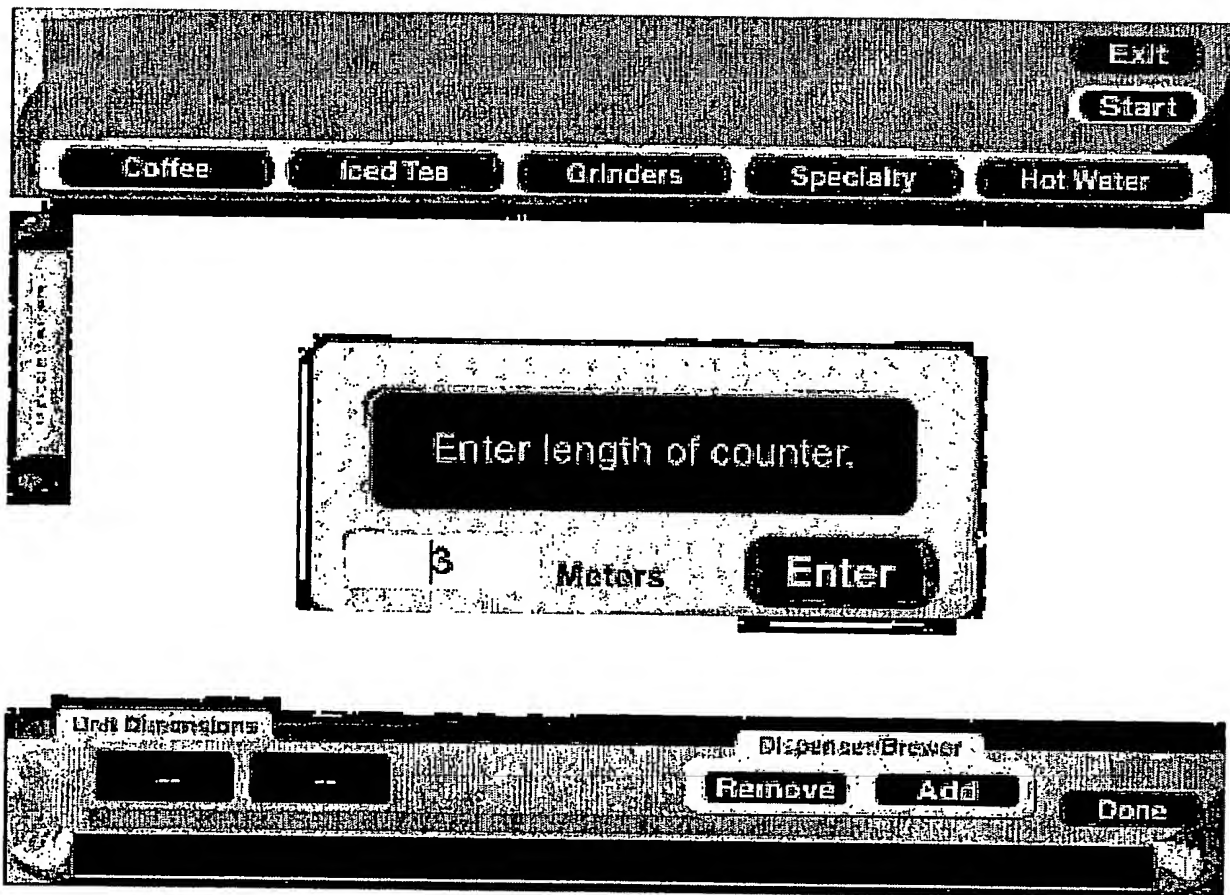 Exit
Start
Coffee
Iced Tea
Grinders
Specialty
Hot Water
Enter length of counter.
3 Meters Enter
Unit Dimensions
Dispenser/Brewer
-- --
Remove Add
Done